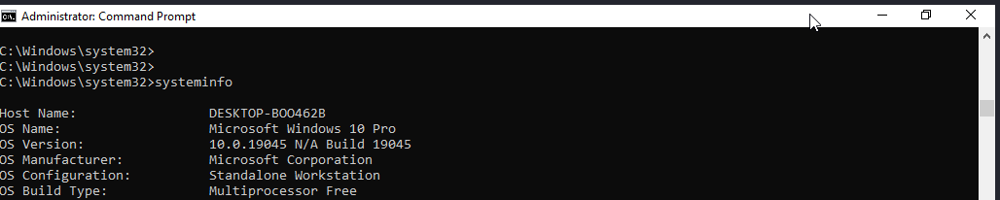 Administrator: Command Prompt
C:\Windows\system32>
C:\Windows\system32>
C:\Windows\system32>systeminfo
Host Name: DESKTOP-BOO462B
OS Name: Microsoft Windows 10 Pro
OS Version: 10.0.19045 N/A Build 19045
OS Manufacturer: Microsoft Corporation
OS Configuration: Standalone Workstation
OS Build Type: Multiprocessor Free